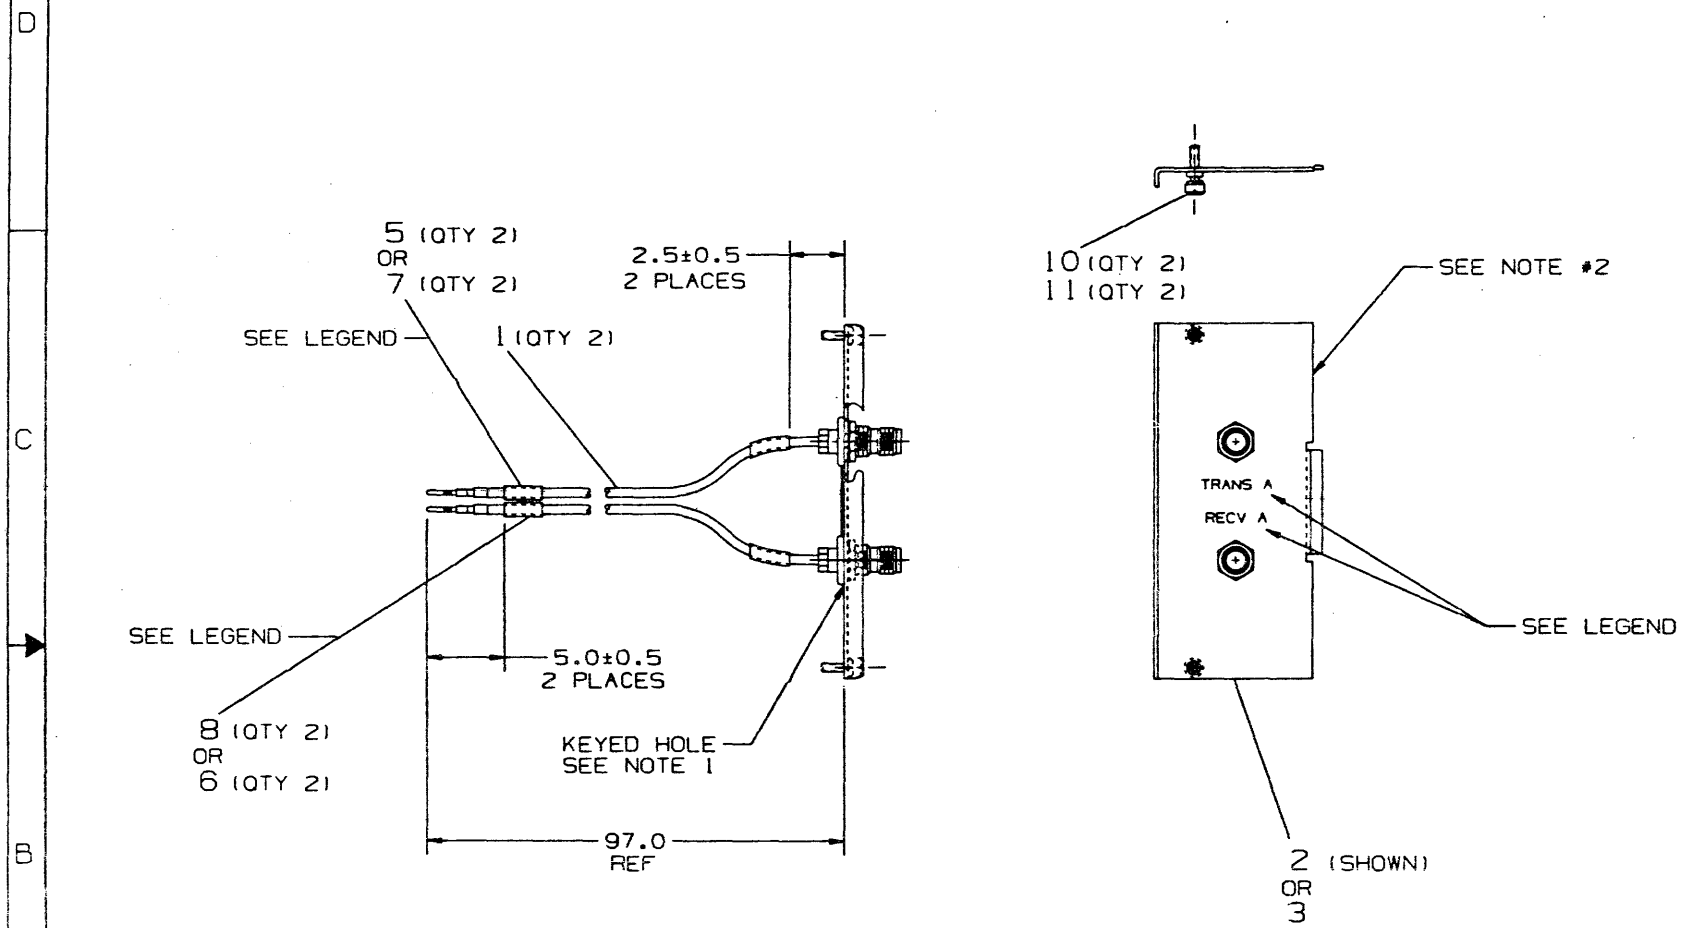 D
C
B
5 (QTY 2)
OR
7 (QTY 2)
SEE LEGEND
1 (QTY 2)
2.5±0.5
2 PLACES
10 (QTY 2)
11 (QTY 2)
SEE NOTE #2
TRANS A
RECV A
SEE LEGEND
SEE LEGEND
5.0±0.5
2 PLACES
8 (QTY 2)
OR
6 (QTY 2)
KEYED HOLE
SEE NOTE 1
97.0
REF
2 (SHOWN)
OR
3